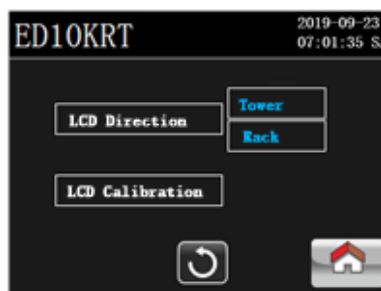 ED10KRT
2019-09-23
07:01:35
LCD Direction
Tower
Rack
LCD Calibration